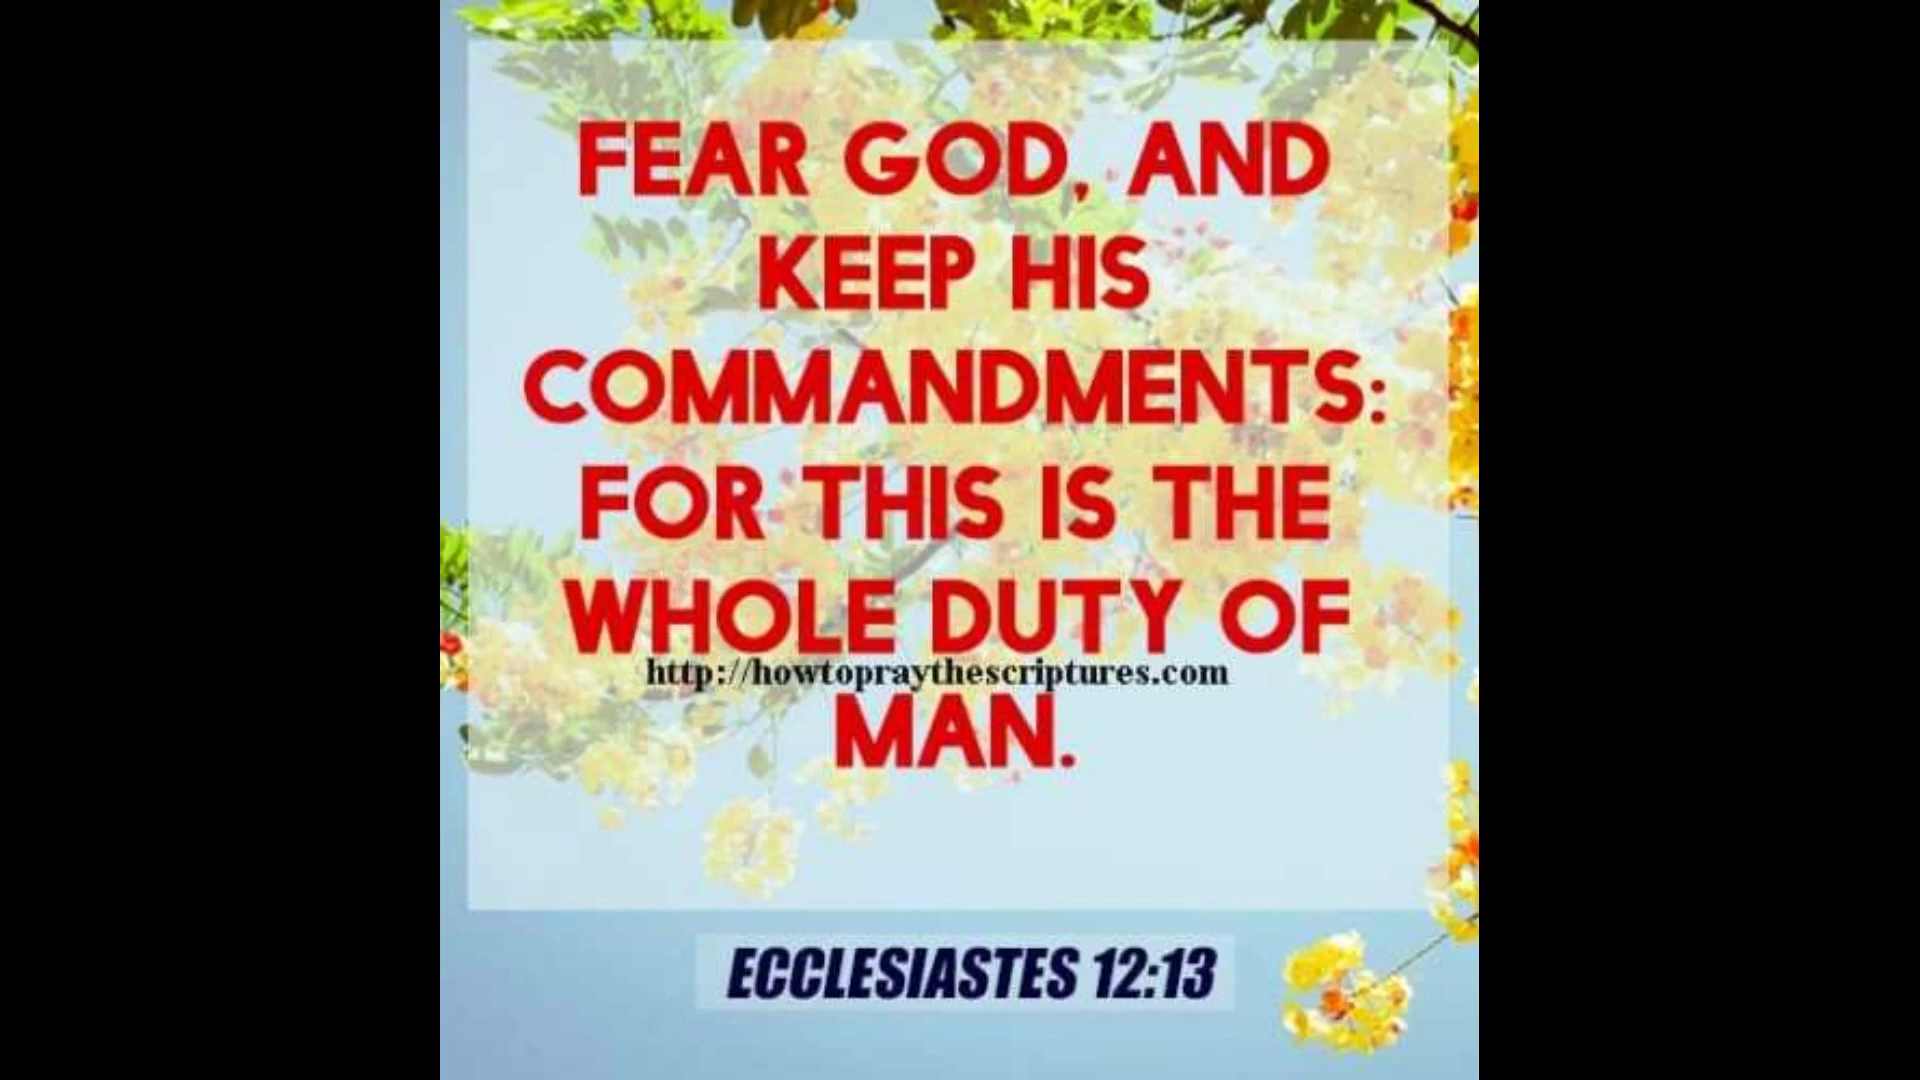 FEAR GOD, AND
KEEP HIS
COMMANDMENTS:
FOR THIS IS THE
WHOLE DUTY OF
http://howtopraythescriptures.com
MAN.
ECCLESIASTES 12:13